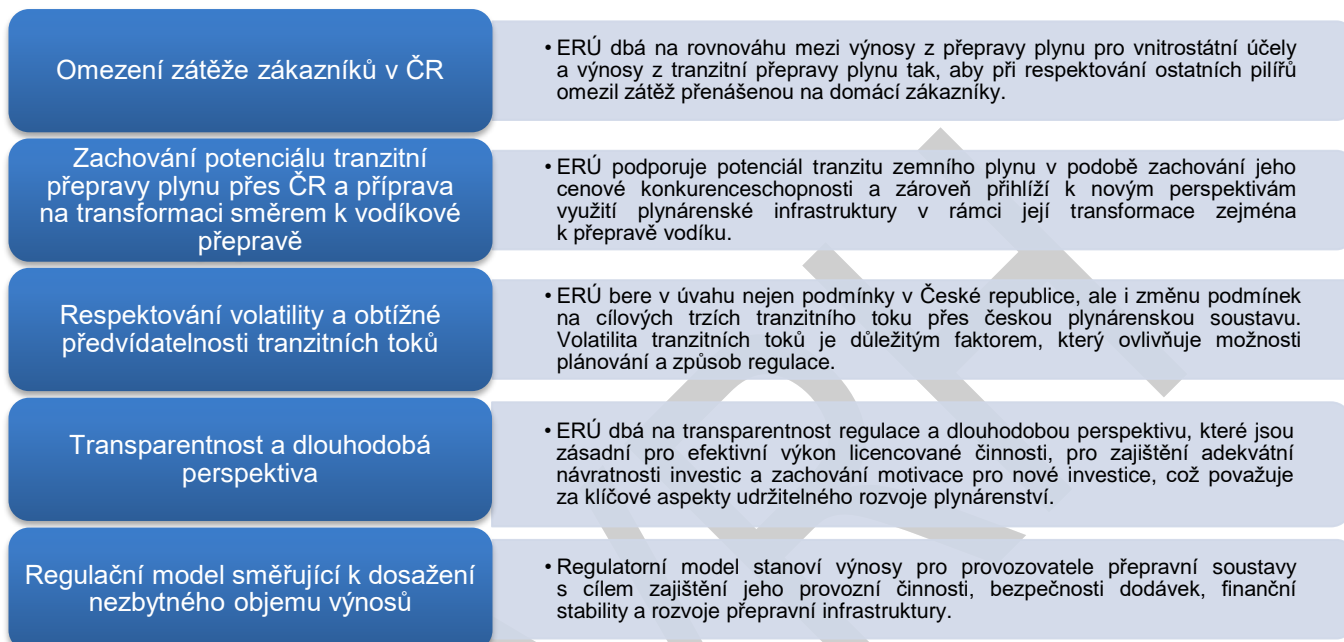 Omezení zátěže zákazníků v ČR
• ERÚ dbá na rovnováhu mezi výnosy z přepravy plynu pro vnitrostátní účely
a výnosy z tranzitní přepravy plynu tak, aby při respektování ostatních pilířů
omezil zátěž přenášenou na domácí zákazníky.
Zachování potenciálu tranzitní
přepravy plynu přes ČR a příprava
na transformaci směrem k vodíkové
přepravě
• ERÚ podporuje potenciál tranzitu zemního plynu v podobě zachování jeho
cenové konkurenceschopnosti a zároveň přihlíží k novým perspektivám
využití plynárenské infrastruktury v rámci její transformace zejména
k přepravě vodíku.
Respektování volatility a obtížné
předvídatelnosti tranzitních toků
• ERÚ bere v úvahu nejen podmínky v České republice, ale i změnu podmínek
na cílových trzích tranzitního toku přes českou plynárenskou soustavu.
Volatilita tranzitních toků je důležitým faktorem, který ovlivňuje možnosti
plánování a způsob regulace.
Transparentnost a dlouhodobá
perspektiva
• ERÚ dbá na transparentnost regulace a dlouhodobou perspektivu, které jsou
zásadní pro efektivní výkon licencované činnosti, pro zajištění adekvátní
návratnosti investic a zachování motivace pro nové investice, což považuje
za klíčové aspekty udržitelného rozvoje plynárenství.
Regulační model směřující k dosažení
nezbytného objemu výnosů
• Regulatorní model stanoví výnosy pro provozovatele přepravní soustavy
s cílem zajištění jeho provozní činnosti, bezpečnosti dodávek, finanční
stability a rozvoje přepravní infrastruktury.